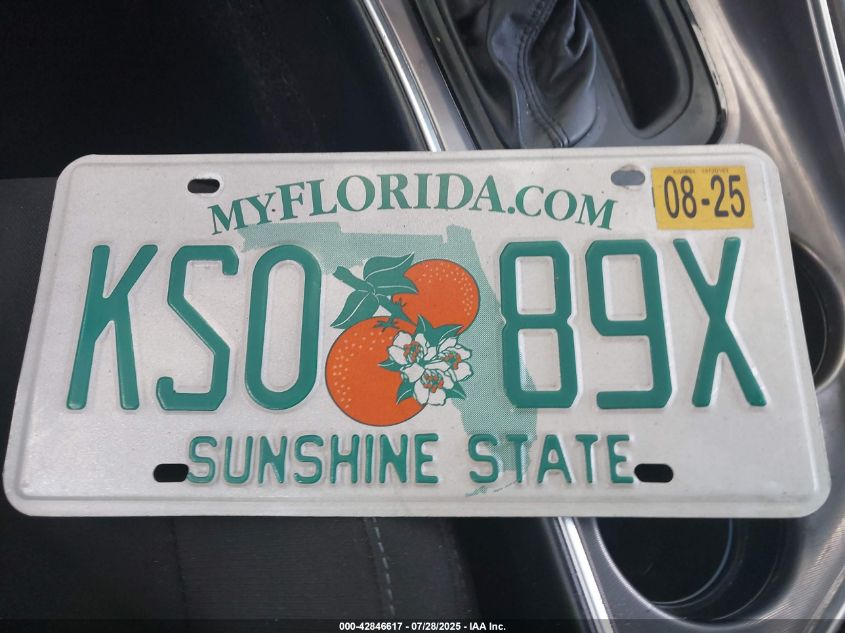 MYFLORIDA.COM
08-25
KSO 89X
SUNSHINE STATE
000-42846617 - 07/28/2025 - IAA Inc.